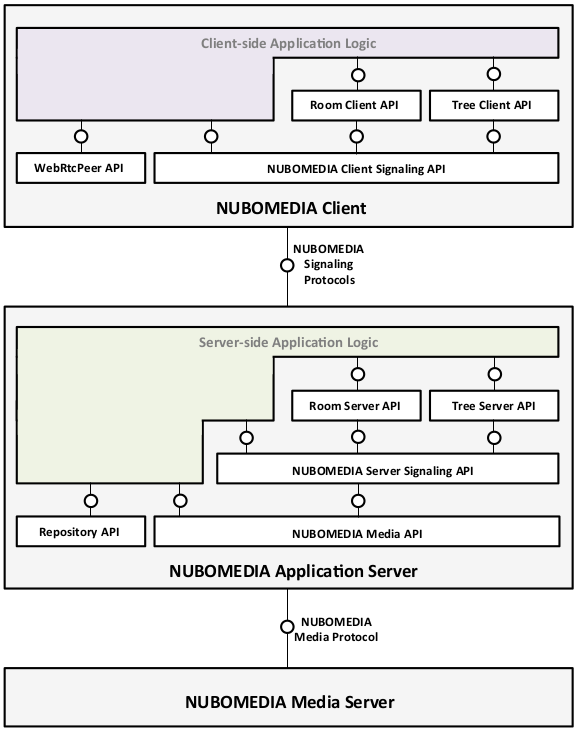 Client-side Application Logic
Room Client API
Tree Client API
WebRtcPeer API
NUBOMEDIA Client Signaling API
NUBOMEDIA Client
NUBOMEDIA
Signaling
Protocols
Server-side Application Logic
Room Server API
Tree Server API
NUBOMEDIA Server Signaling API
Repository API
NUBOMEDIA Media API
NUBOMEDIA Application Server
NUBOMEDIA
Media Protocol
NUBOMEDIA Media Server